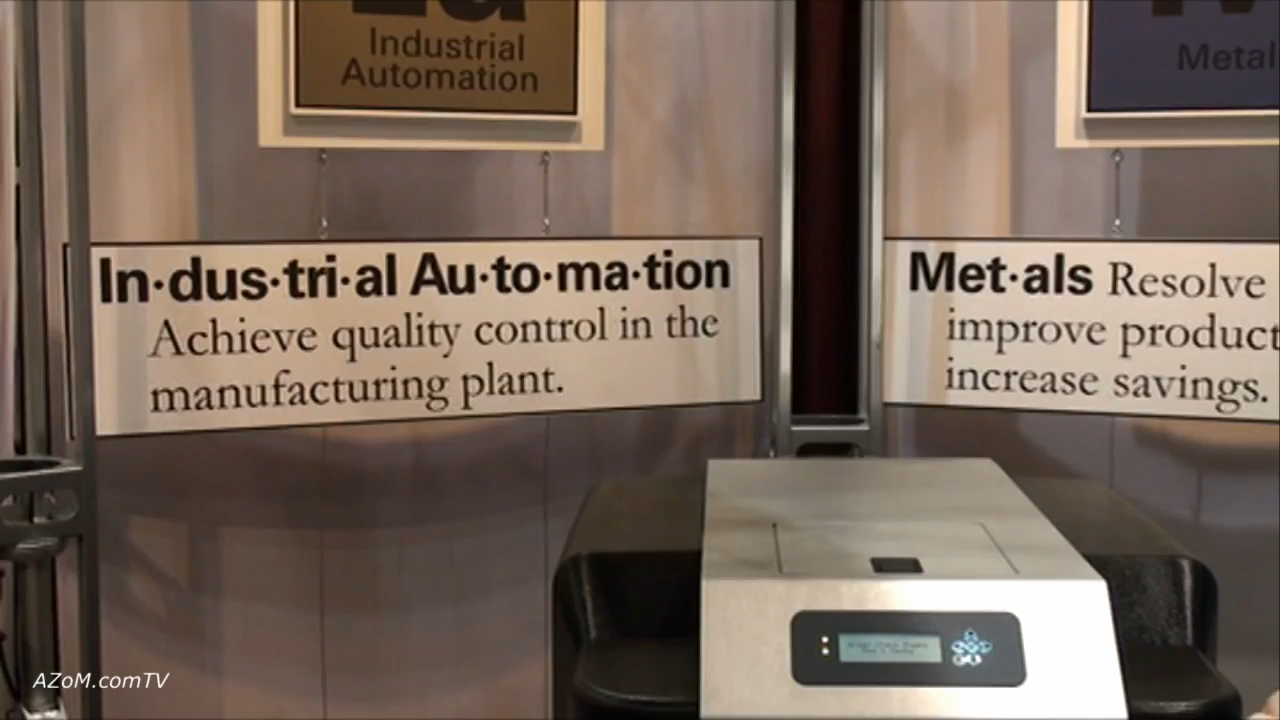 Industrial
Automation
Metal
In·dus·tri·al Au·to·ma·tion
Achieve quality control in the
manufacturing plant.
Met·als Resolve
improve product
increase savings.
AZoM.comTV